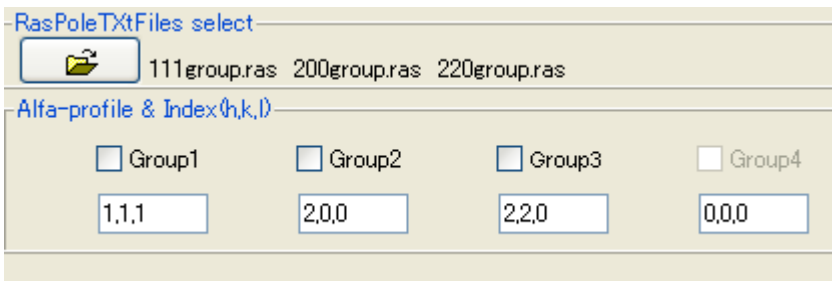 RasPoleTXtFiles select
111group.ras 200group.ras 220group.ras
Alfa-profile & Index(h,k,l)
Group1 Group2 Group3 Group4
1,1,1 2,0,0 2,2,0 0,0,0